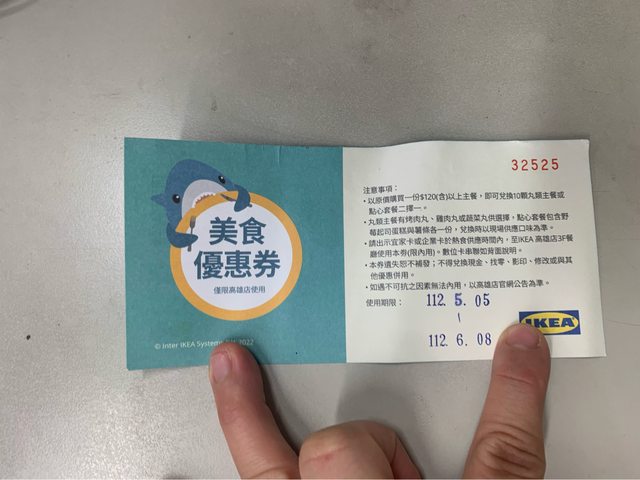 美食
優惠券
僅限高雄店使用
© Inter IKEA Systems 2022
32525
注意事項：
•以原價購買一份$120(含)以上主餐，即可兌換10顆丸類主餐或
點心套餐二擇一。
•丸類主餐有烤肉丸、雞肉丸或蔬菜丸供選擇，點心套餐包含野
莓起司蛋糕與薯條各一份，兌換時以現場供應口味為準。
•請出示宜家卡或企業卡於熱食供應時間內，至IKEA 高雄店3F餐
廳使用本券(限內用)。數位卡串聯如背面說明。
•本券遺失恕不補發；不得兌換現金、找零、影印、修改或與其
他優惠併用。
•如遇不可抗之因素無法內用，以高雄店官網公告為準。
使用期限： 112. 5. 05
|
112. 6. 08
IKEA